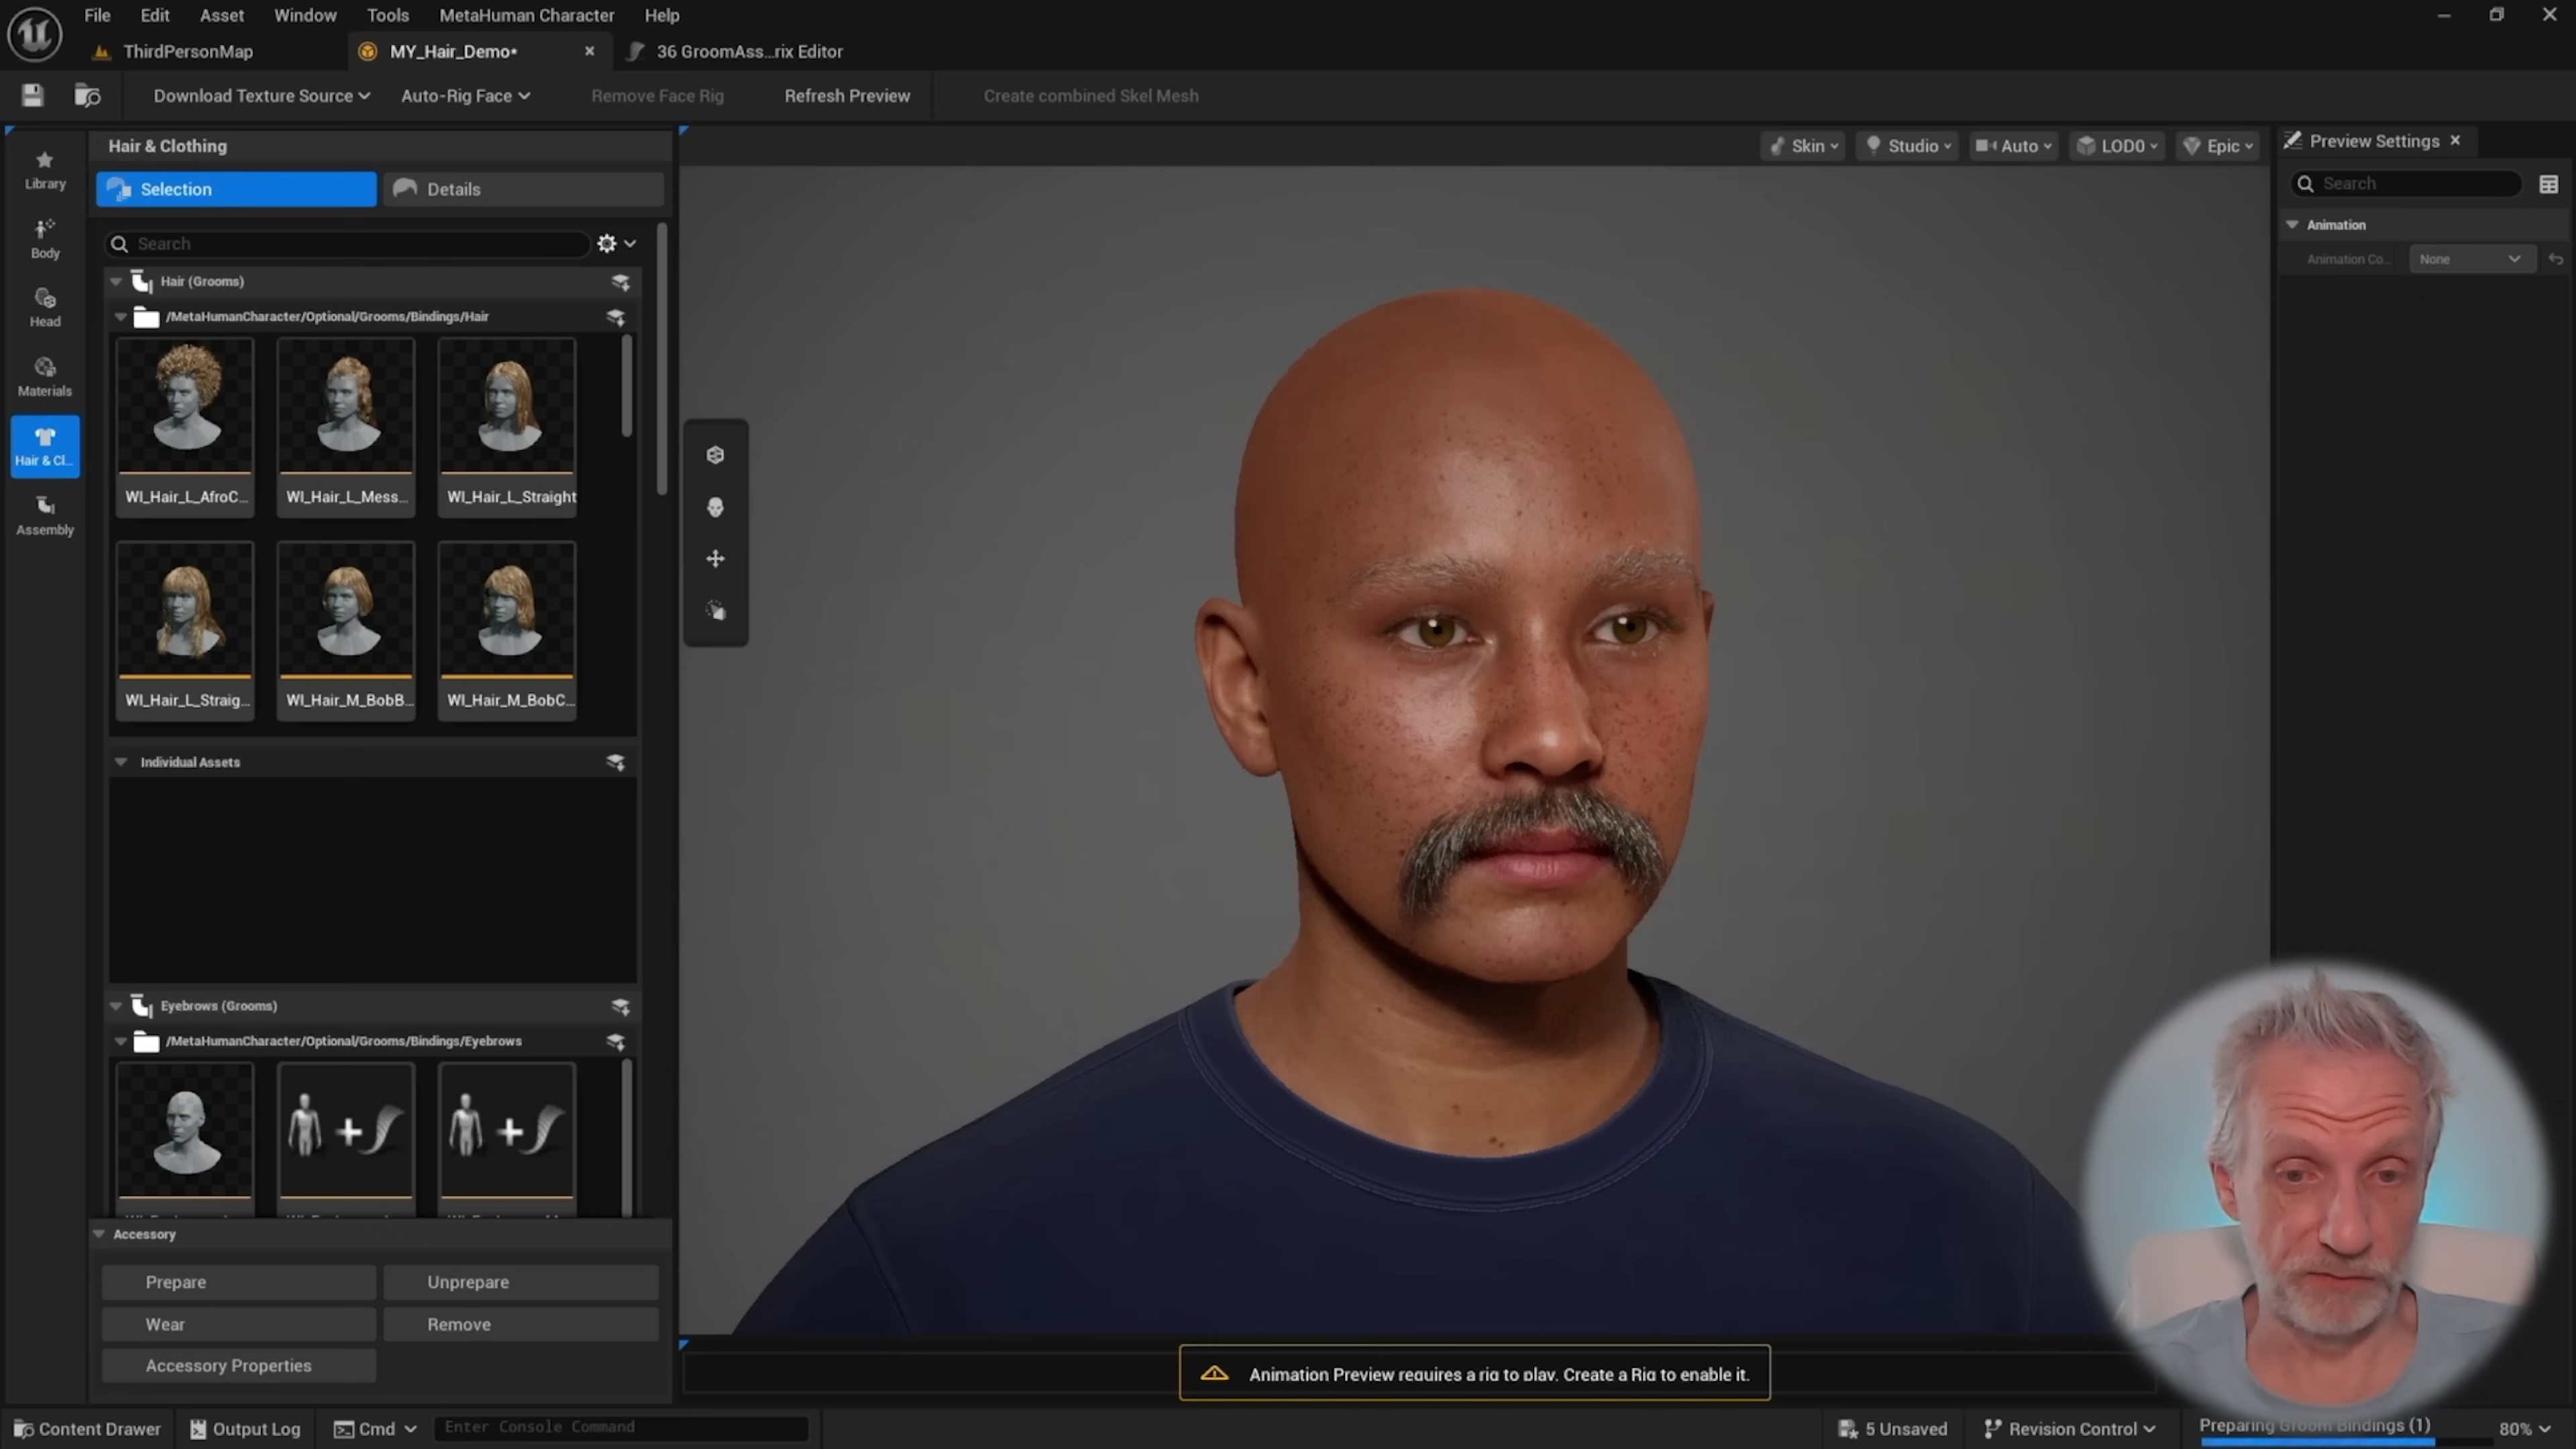 File Edit Asset Window Tools MetaHuman Character Help
ThirdPersonMap MY_Hair_Demo* 36 GroomAss...rix Editor
Download Texture Source Auto-Rig Face Remove Face Rig Refresh Preview Create combined Skel Mesh
Hair & Clothing
Selection Details
Search
Library
Body
Head
Materials
Hair & Cl...
Assembly
Hair (Grooms)
/MetaHumanCharacter/Optional/Grooms/Bindings/Hair
WI_Hair_L_AfroC... WI_Hair_L_Mess... WI_Hair_L_Straight
WI_Hair_L_Straig... WI_Hair_M_BobB... WI_Hair_M_BobC...
Individual Assets
Eyebrows (Grooms)
/MetaHumanCharacter/Optional/Grooms/Bindings/Eyebrows
Accessory
Prepare Unprepare
Wear Remove
Accessory Properties
Skin Studio Auto LOD0 Epic
Preview Settings
Search
Animation
Animation Co... None
Animation Preview requires a rig to play. Create a Rig to enable it.
Content Drawer Output Log Cmd Enter Console Command
5 Unsaved Revision Control Preparing Groom Bindings (1) 80%